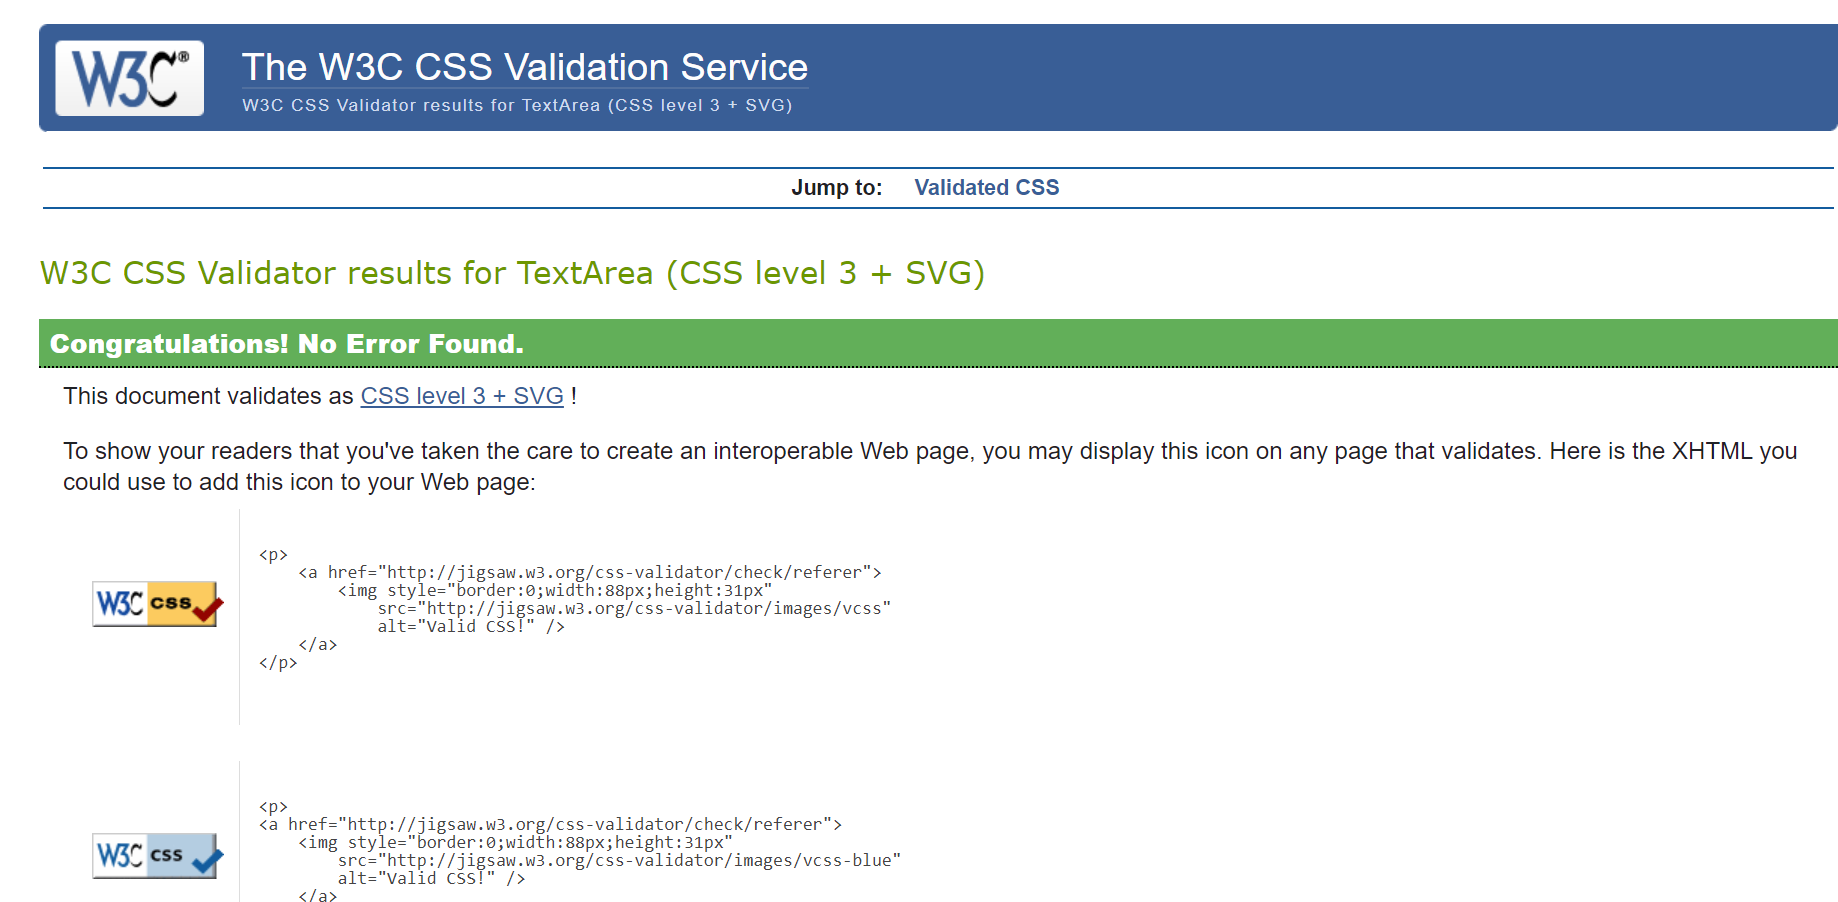 W3C®
The W3C CSS Validation Service
W3C CSS Validator results for TextArea (CSS level 3 + SVG)
Jump to: Validated CSS
W3C CSS Validator results for TextArea (CSS level 3 + SVG)
Congratulations! No Error Found.
This document validates as CSS level 3 + SVG !
To show your readers that you've taken the care to create an interoperable Web page, you may display this icon on any page that validates. Here is the XHTML you
could use to add this icon to your Web page:
W3C css
<p>
    <a href="http://jigsaw.w3.org/css-validator/check/referer">
        <img style="border:0;width:88px;height:31px"
            src="http://jigsaw.w3.org/css-validator/images/vcss"
            alt="Valid CSS!" />
    </a>
</p>
W3C css
<p>
<a href="http://jigsaw.w3.org/css-validator/check/referer">
    <img style="border:0;width:88px;height:31px"
        src="http://jigsaw.w3.org/css-validator/images/vcss-blue"
        alt="Valid CSS!" />
    </a>